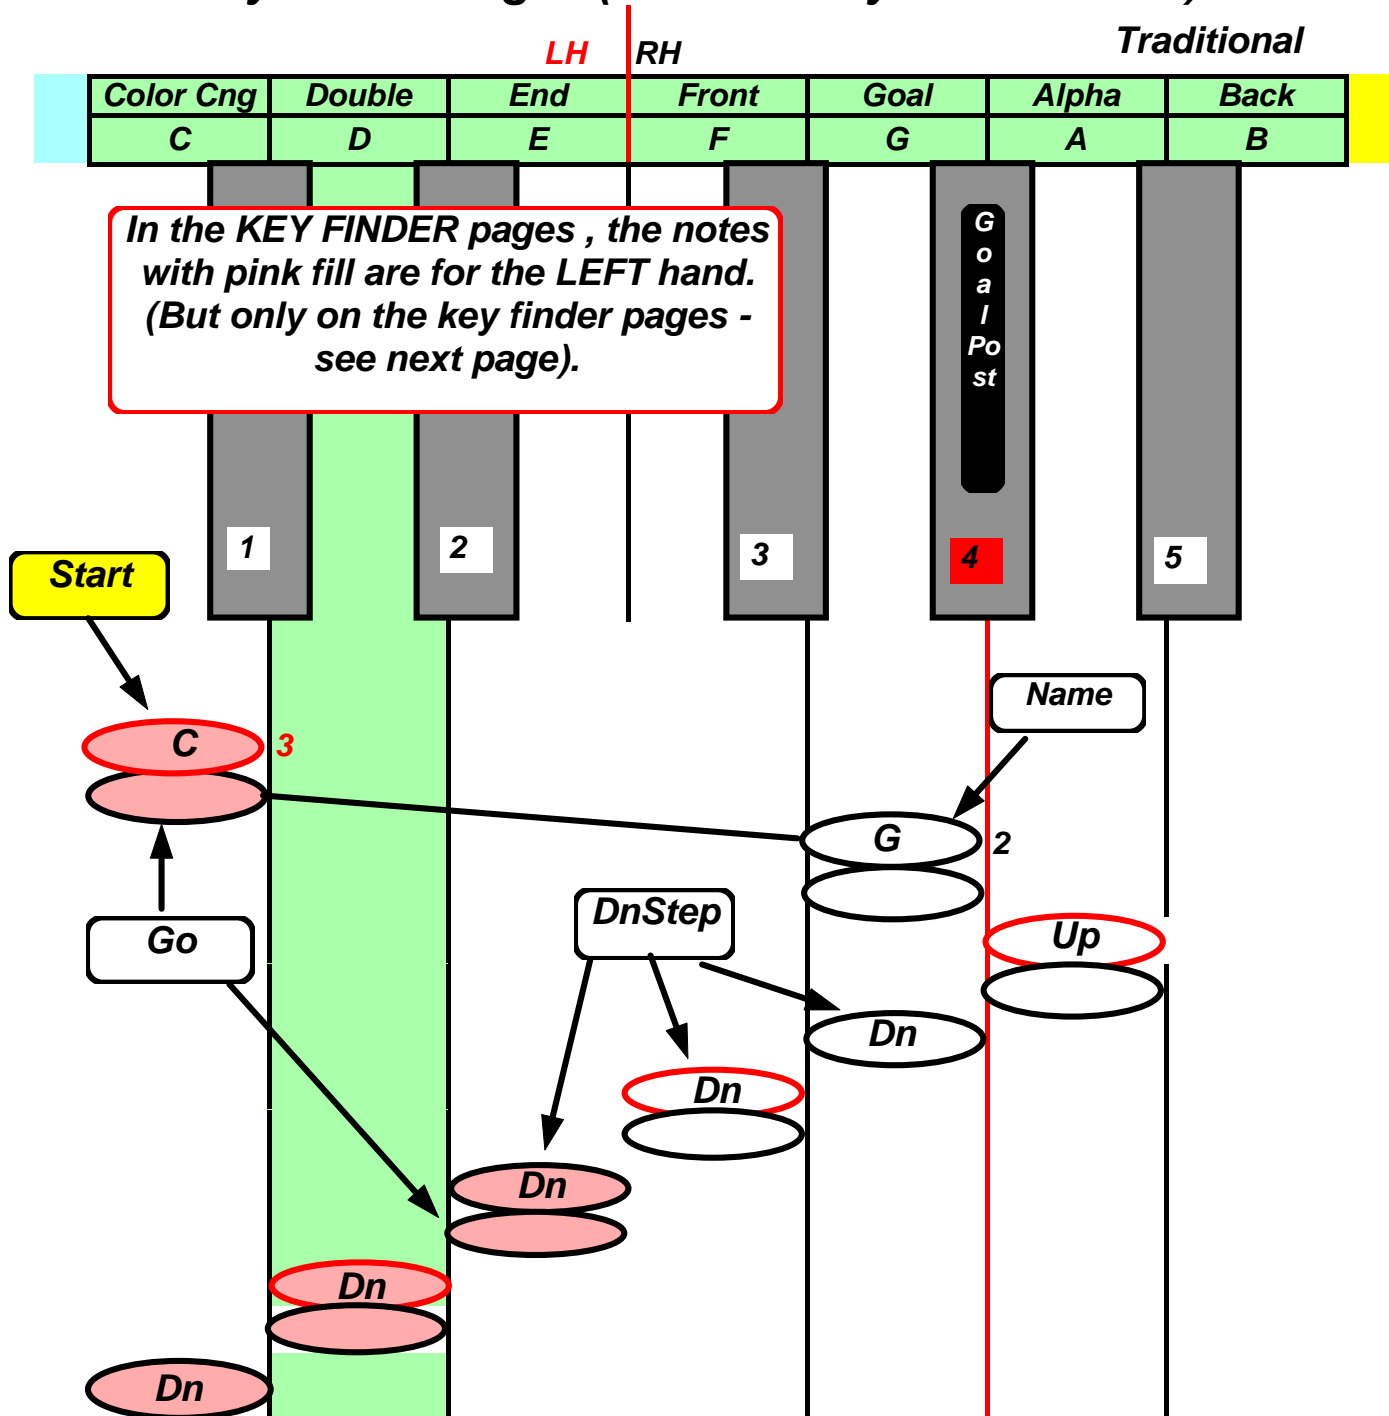 LH RH Traditional
Color Cng Double End Front Goal Alpha Back
C D E F G A B
In the KEY FINDER pages , the notes
with pink fill are for the LEFT hand.
(But only on the key finder pages -
see next page).
G
o
a
l
Po
st
1 2 3 4 5
Start
Name
C 3
G 2
DnStep
Go
Up
Dn
Dn
Dn
Dn
Dn